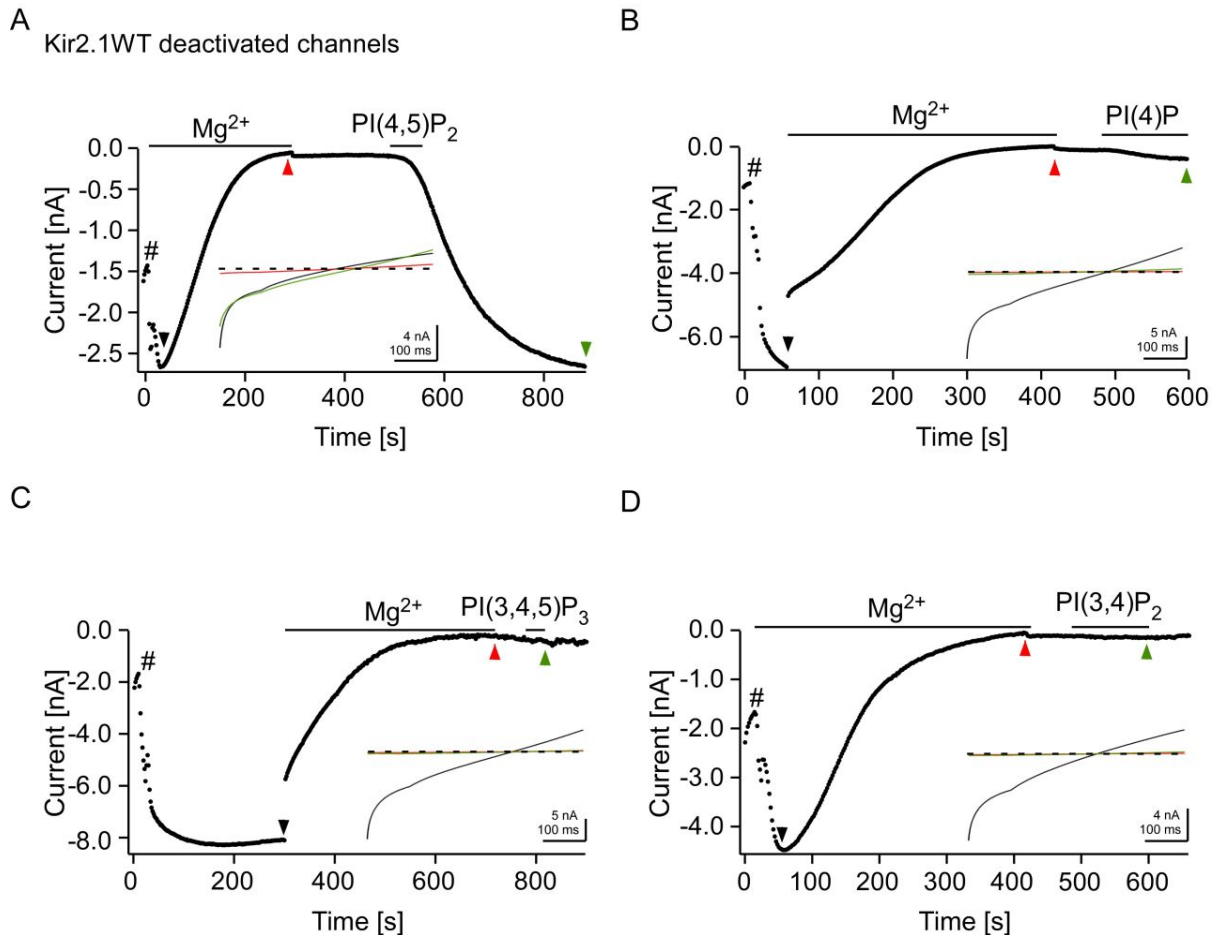 A
Kir2.1WT deactivated channels
Mg2+
PI(4,5)P2
0.0
-0.5
-1.0
-1.5
-2.0
-2.5
Current [nA]
#
4 nA
100 ms
0
200
400
600
800
Time [s]
B
Mg2+
PI(4)P
0.0
-2.0
-4.0
-6.0
Current [nA]
#
5 nA
100 ms
0
100
200
300
400
500
600
Time [s]
C
Mg2+
PI(3,4,5)P3
0.0
-2.0
-4.0
-6.0
-8.0
Current [nA]
#
5 nA
100 ms
0
200
400
600
800
Time [s]
D
Mg2+
PI(3,4)P2
0.0
-1.0
-2.0
-3.0
-4.0
Current [nA]
#
4 nA
100 ms
0
100
200
300
400
500
600
Time [s]